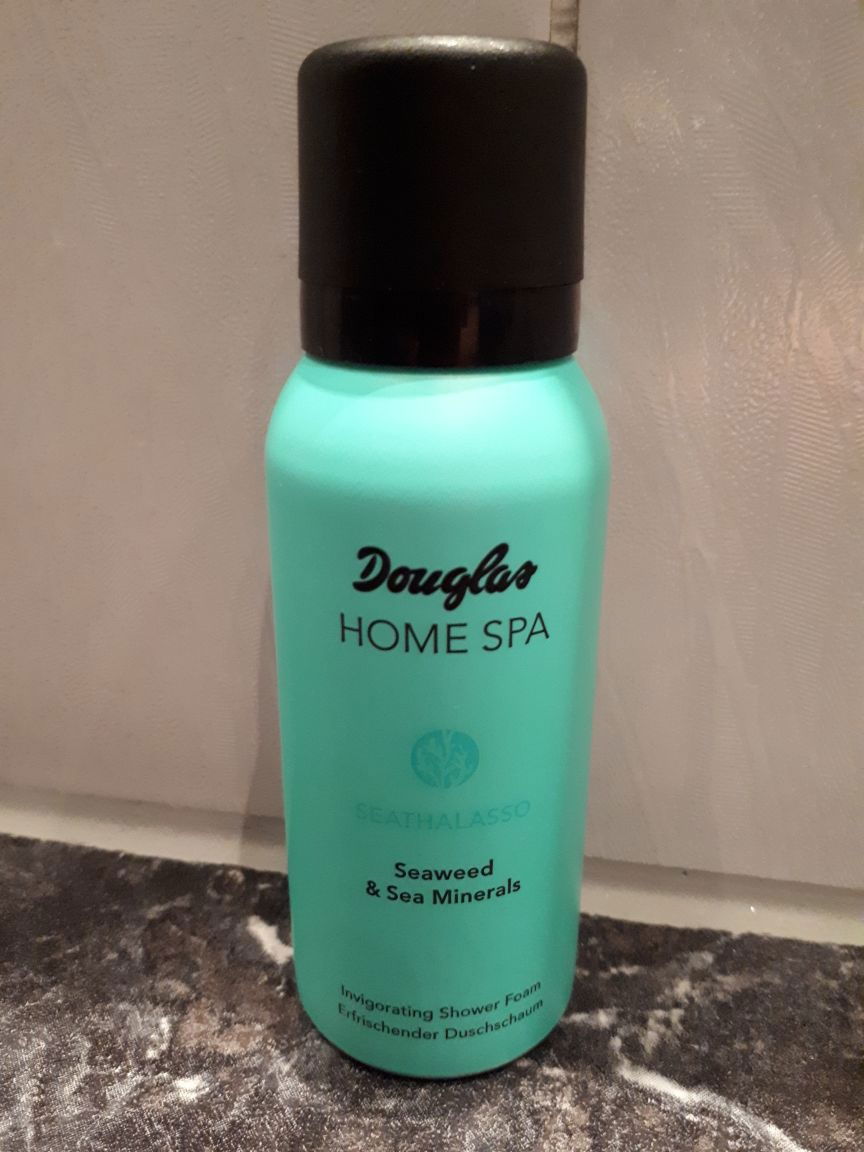 Douglas
HOME SPA
SEATHALASSO
Seaweed
& Sea Minerals
Invigorating Shower Foam
Erfrischender Duschschaum